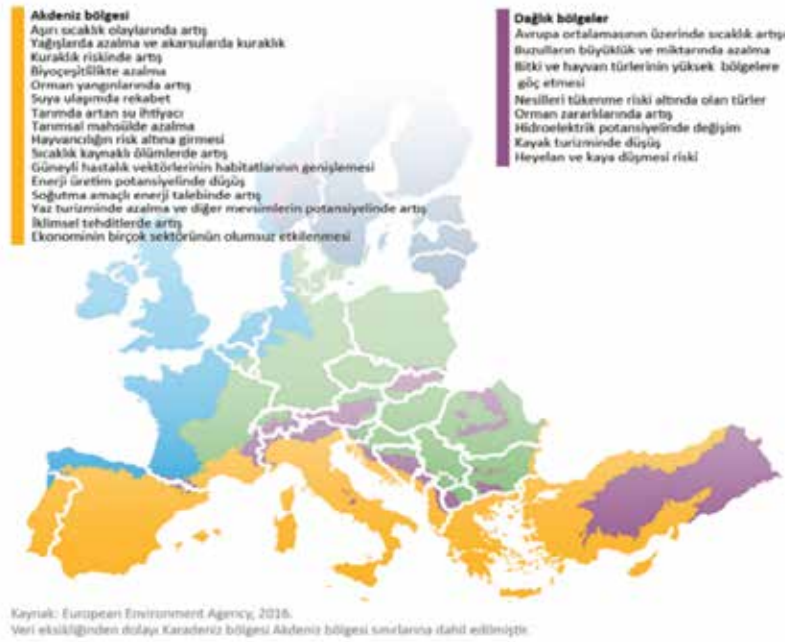 Akdeniz bölgesi
Aşırı sıcaklık olaylarında artış
Yağışlarda azalma ve akarsularda kuraklık
Kuraklık riskinde artış
Biyoçeşitlilikte azalma
Orman yangınlarında artış
Suya ulaşımda rekabet
Tarımda artan su ihtiyacı
Tarımsal mahsülde azalma
Hayvancılığın risk altına girmesi
Sıcaklık kaynaklı ölümlerde artış
Güneyli hastalık vektörlerinin habitatlarının genişlemesi
Enerji üretim potansiyelinde düşüş
Soğutma amaçlı enerji talebinde artış
Yaz turizminde azalma ve diğer mevsimlerin potansiyelinde artış
İklimsel tehditlerde artış
Ekonominin birçok sektörünün olumsuz etkilenmesi
Dağlık bölgeler
Avrupa ortalamasının üzerinde sıcaklık artışı
Buzulların büyüklük ve miktarında azalma
Bitki ve hayvan türlerinin yüksek bölgelere
göç etmesi
Nesilleri tükenme riski altında olan türler
Orman zararlıklarında artış
Hidroelektrik potansiyelinde değişim
Kayak turizminde düşüş
Heyelan ve kaya düşmesi riski
Kaynak: European Environment Agency, 2016.
Veri eksikliğinden dolayı Karadeniz bölgesi Akdeniz bölgesi sınırlarına dahil edilmiştir.